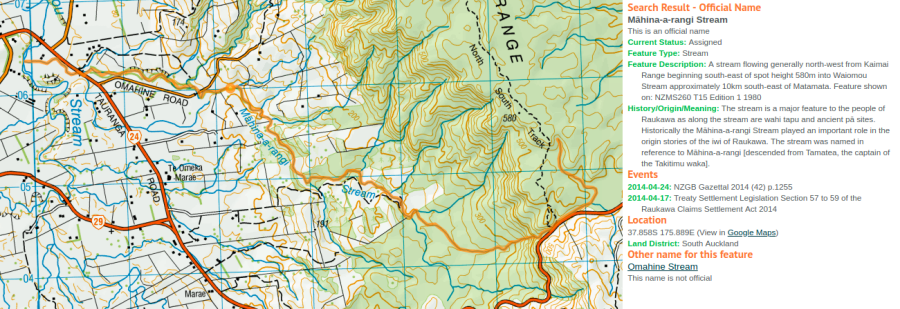 07
174
RANGE
North
06
OMAHINE ROAD
Stream
AURANGA
24
Māhina-a-rangi
South
580
Track
Te Omeka
Marae
ROAD
05
Stream
29
191
04
Marae
Search Result - Official Name
Māhina-a-rangi Stream
This is an official name
Current Status: Assigned
Feature Type: Stream
Feature Description: A stream flowing generally north-west from Kaimai
Range beginning south-east of spot height 580m into Waiomou
Stream approximately 10km south-east of Matamata. Feature shown
on: NZMS260 T15 Edition 1 1980
History/Origin/Meaning: The stream is a major feature to the people of
Raukawa as along the stream are wahi tapu and ancient pā sites.
Historically the Māhina-a-rangi Stream played an important role in the
origin stories of the iwi of Raukawa. The stream was named in
reference to Māhina-a-rangi [descended from Tamatea, the captain of
the Takitimu waka].
Events
2014-04-24: NZGB Gazettal 2014 (42) p.1255
2014-04-17: Treaty Settlement Legislation Section 57 to 59 of the
Raukawa Claims Settlement Act 2014
Location
37.858S 175.889E (View in Google Maps)
Land District: South Auckland
Other name for this feature
Omahine Stream
This name is not official